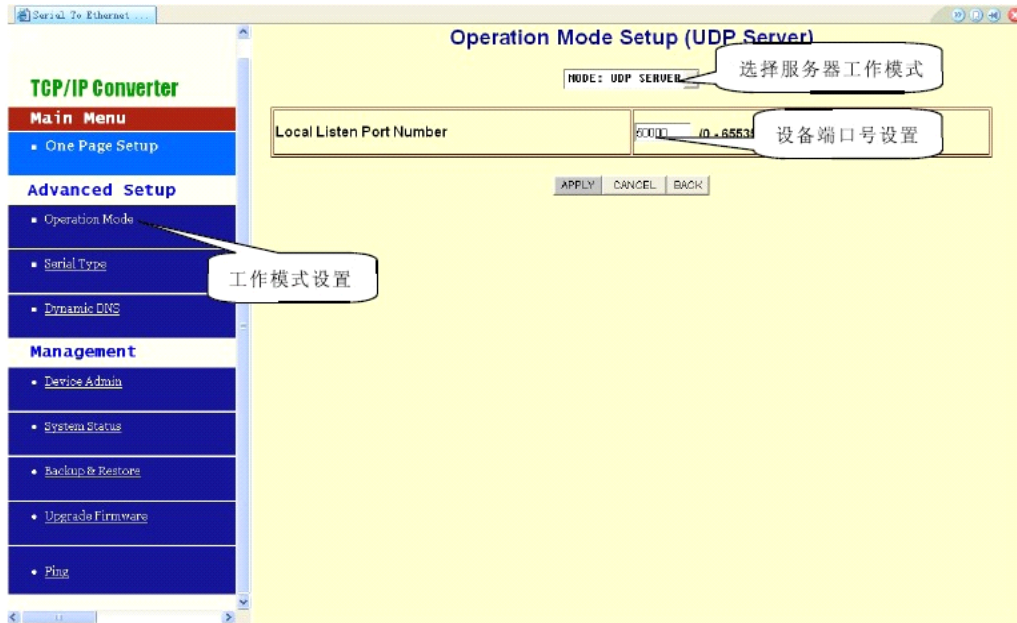 Serial To Ethernet ...
TCP/IP Converter
Main Menu
One Page Setup
Advanced Setup
Operation Mode
Serial Type
Dynamic DNS
Management
Device Admin
System Status
Backup & Restore
Upgrade Firmware
Ping
工作模式设置
Operation Mode Setup (UDP Server)
MODE: UDP SERVER
选择服务器工作模式
Local Listen Port Number
60000 (0 - 65535
设备端口号设置
APPLY CANCEL BACK